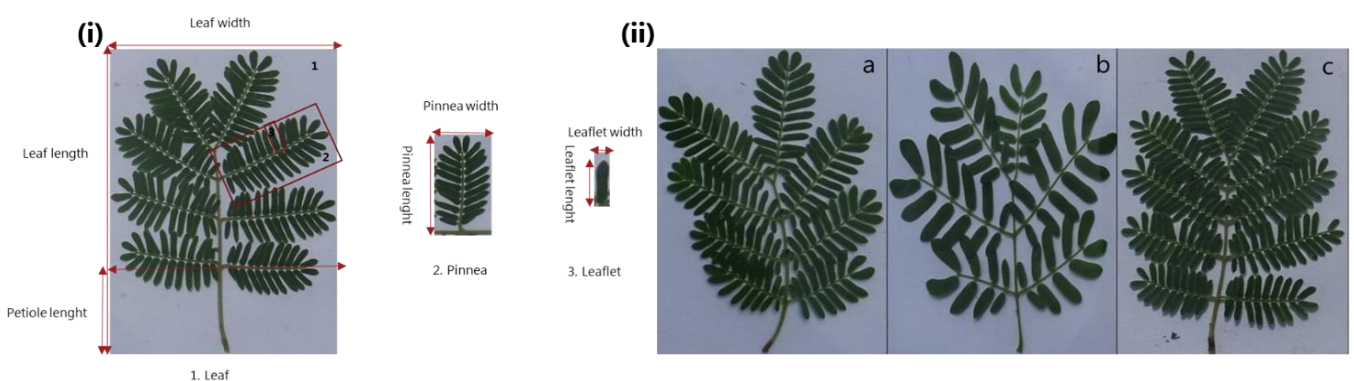 (i)
Leaf width
1
3
2
Leaf length
Petiole lenght
1. Leaf
Pinnea width
Pinnea lenght
2. Pinnea
Leaflet width
Leaflet lenght
3. Leaflet
(ii)
a
b
c